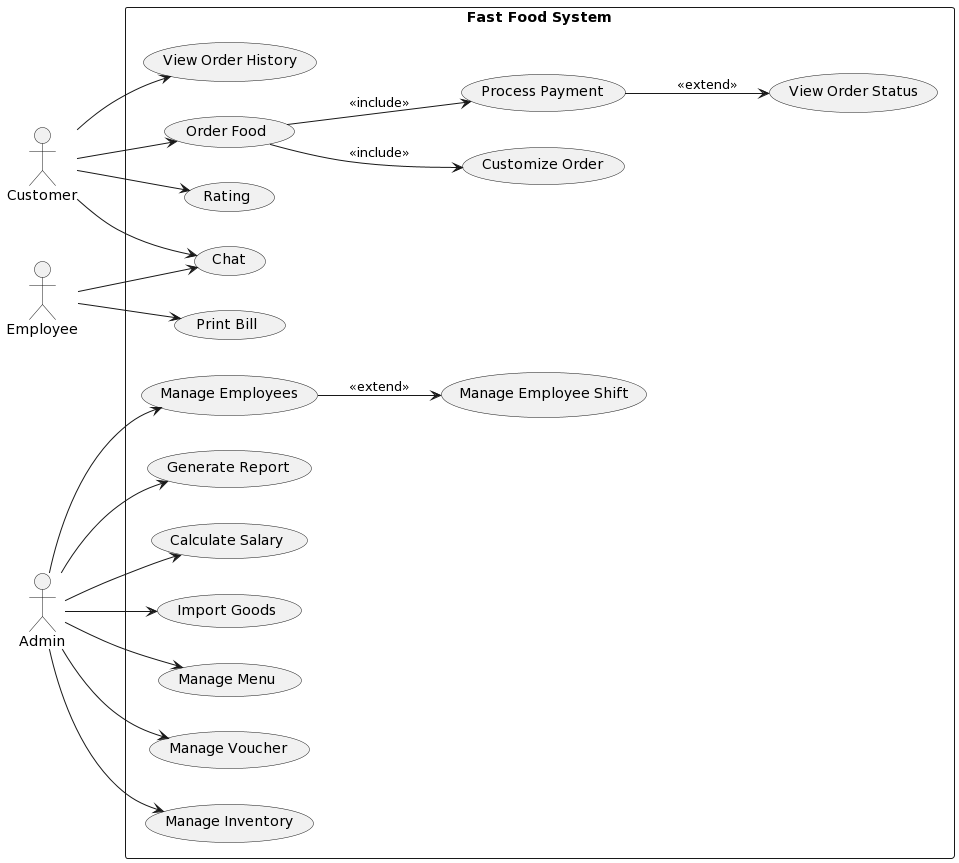 Fast Food System
View Order History
Process Payment
«extend»
View Order Status
«include»
Order Food
«include»
Customize Order
Customer
Rating
Chat
Employee
Print Bill
Manage Employees
«extend»
Manage Employee Shift
Generate Report
Calculate Salary
Import Goods
Admin
Manage Menu
Manage Voucher
Manage Inventory